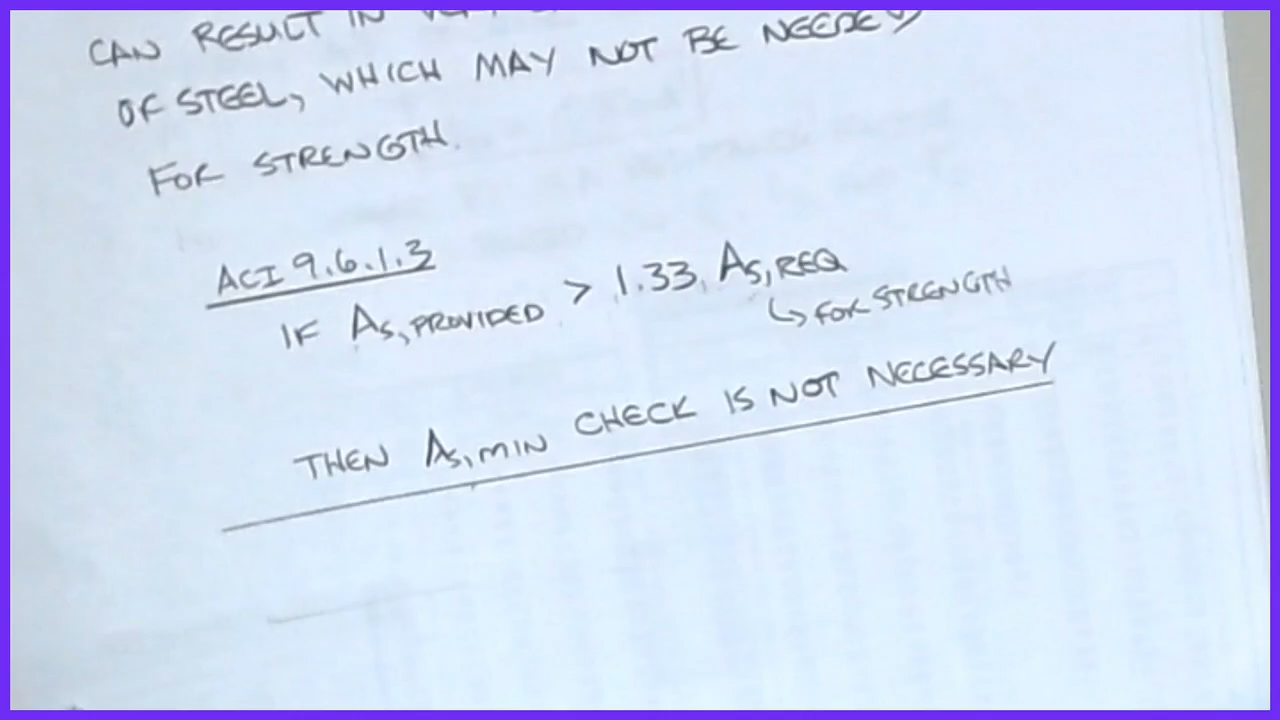 CAN RESULT IN
OF STEEL, WHICH MAY NOT BE NEEDED
FOR STRENGTH.
ACI 9.6.1.3
IF As,PROVIDED > 1.33 As,REQ
↳ FOR STRENGTH
THEN As,MIN CHECK IS NOT NECESSARY